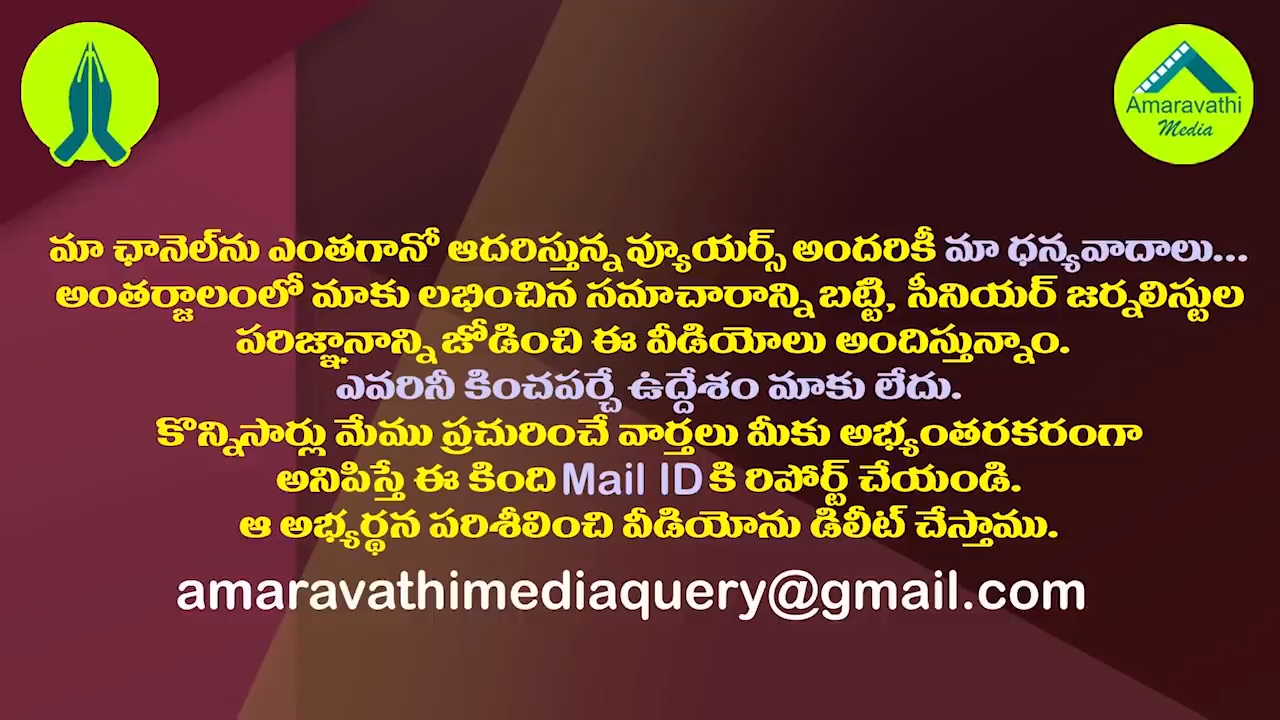 Amaravathi
Media
మా ఛానెల్‌ను ఎంతగానో ఆదరిస్తున్న వ్యూయర్స్ అందరికీ మా ధన్యవాదాలు...
అంతర్జాలంలో మాకు లభించిన సమాచారాన్ని బట్టి, సీనియర్ జర్నలిస్టుల
పరిజ్ఞానాన్ని జోడించి ఈ వీడియోలు అందిస్తున్నాం.
ఎవరినీ కించపర్చే ఉద్దేశం మాకు లేదు.
కొన్నిసార్లు మేము ప్రచురించే వార్తలు మీకు అభ్యంతరకరంగా
అనిపిస్తే ఈ కింది Mail ID కి రిపోర్ట్ చేయండి.
ఆ అభ్యర్థన పరిశీలించి వీడియోను డిలీట్ చేస్తాము.
amaravathimediaquery@gmail.com